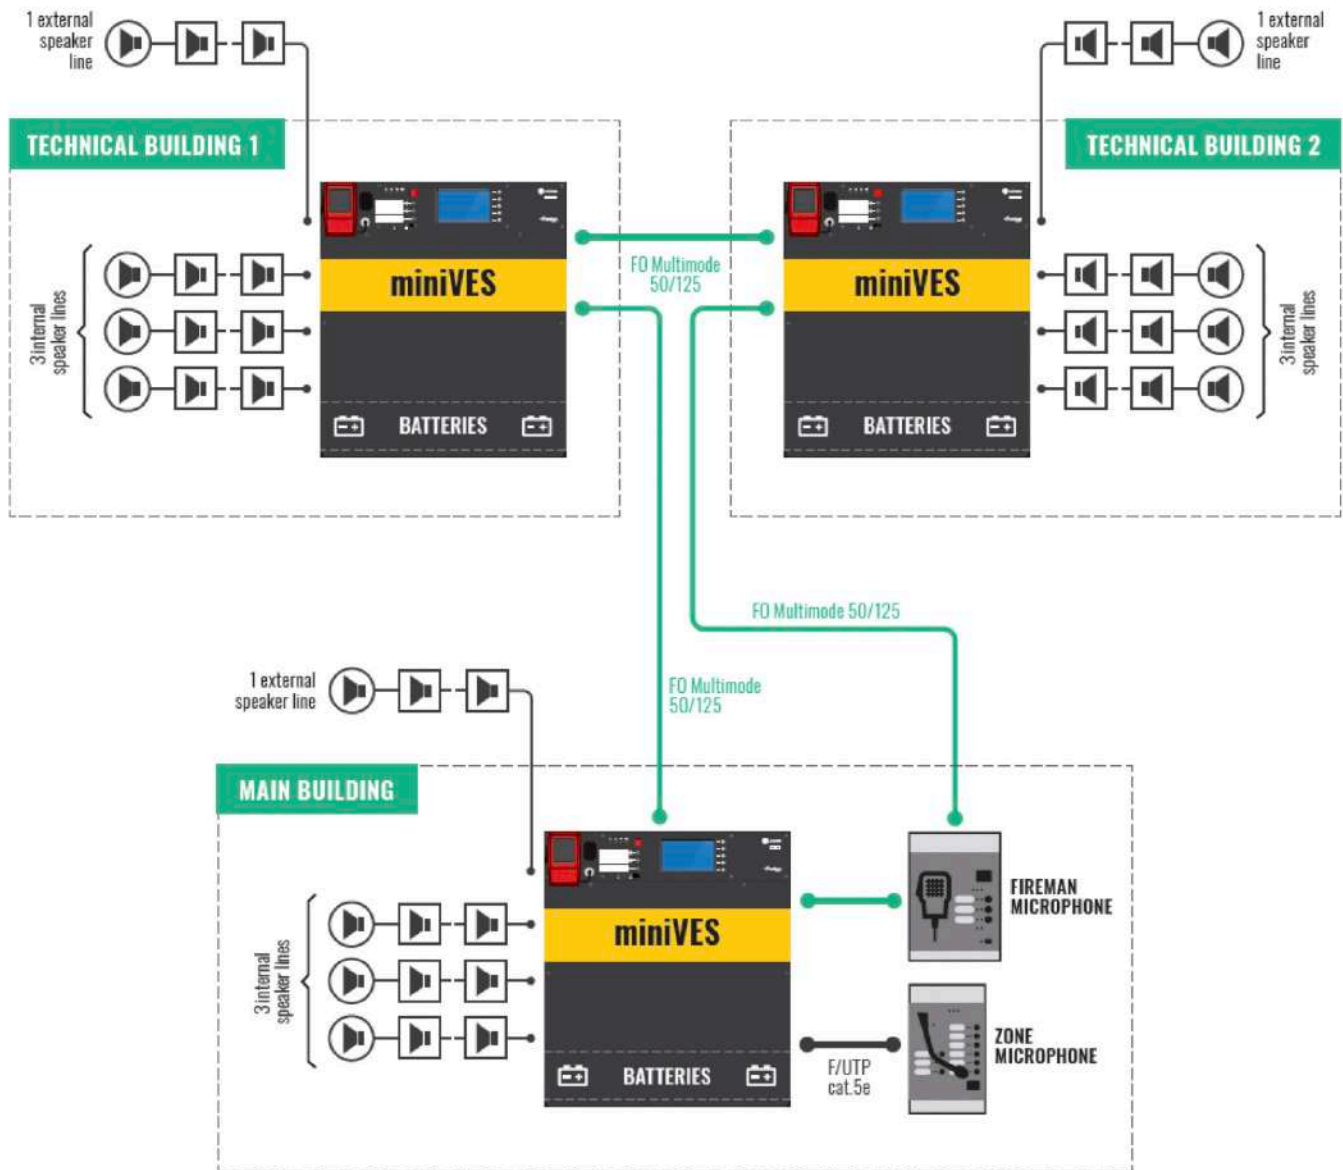 1 external
speaker
line
1 external
speaker
line
TECHNICAL BUILDING 1
TECHNICAL BUILDING 2
3 internal
speaker lines
miniVES
BATTERIES
FO Multimode
50/125
miniVES
BATTERIES
3 internal
speaker lines
FO Multimode 50/125
FO Multimode
50/125
1 external
speaker line
MAIN BUILDING
3 internal
speaker lines
miniVES
BATTERIES
FIREMAN
MICROPHONE
ZONE
MICROPHONE
F/UTP
cat.5e